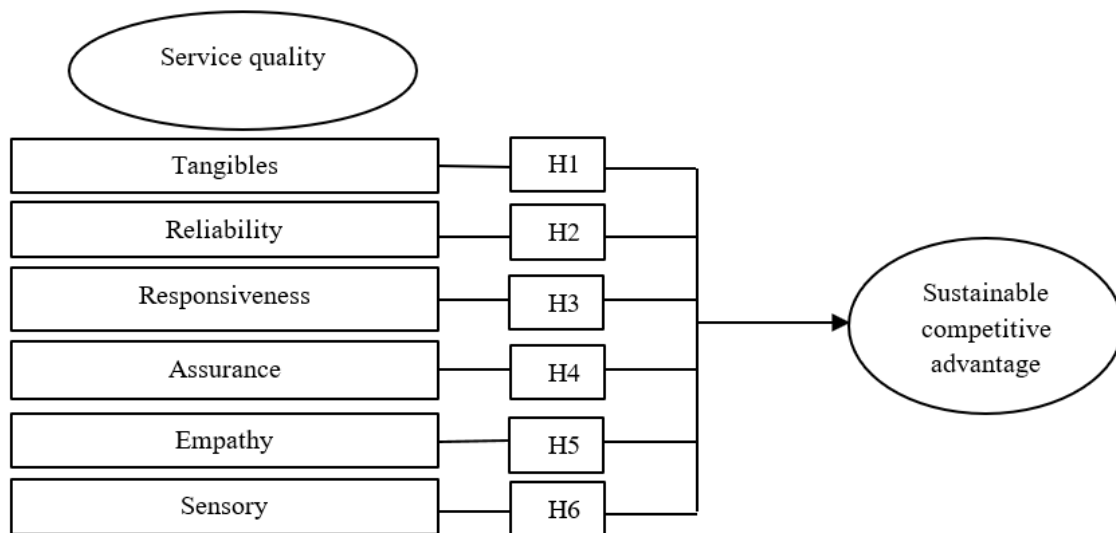 Service quality
Tangibles
H1
Reliability
H2
Responsiveness
H3
Assurance
H4
Empathy
H5
Sensory
H6
Sustainable
competitive
advantage